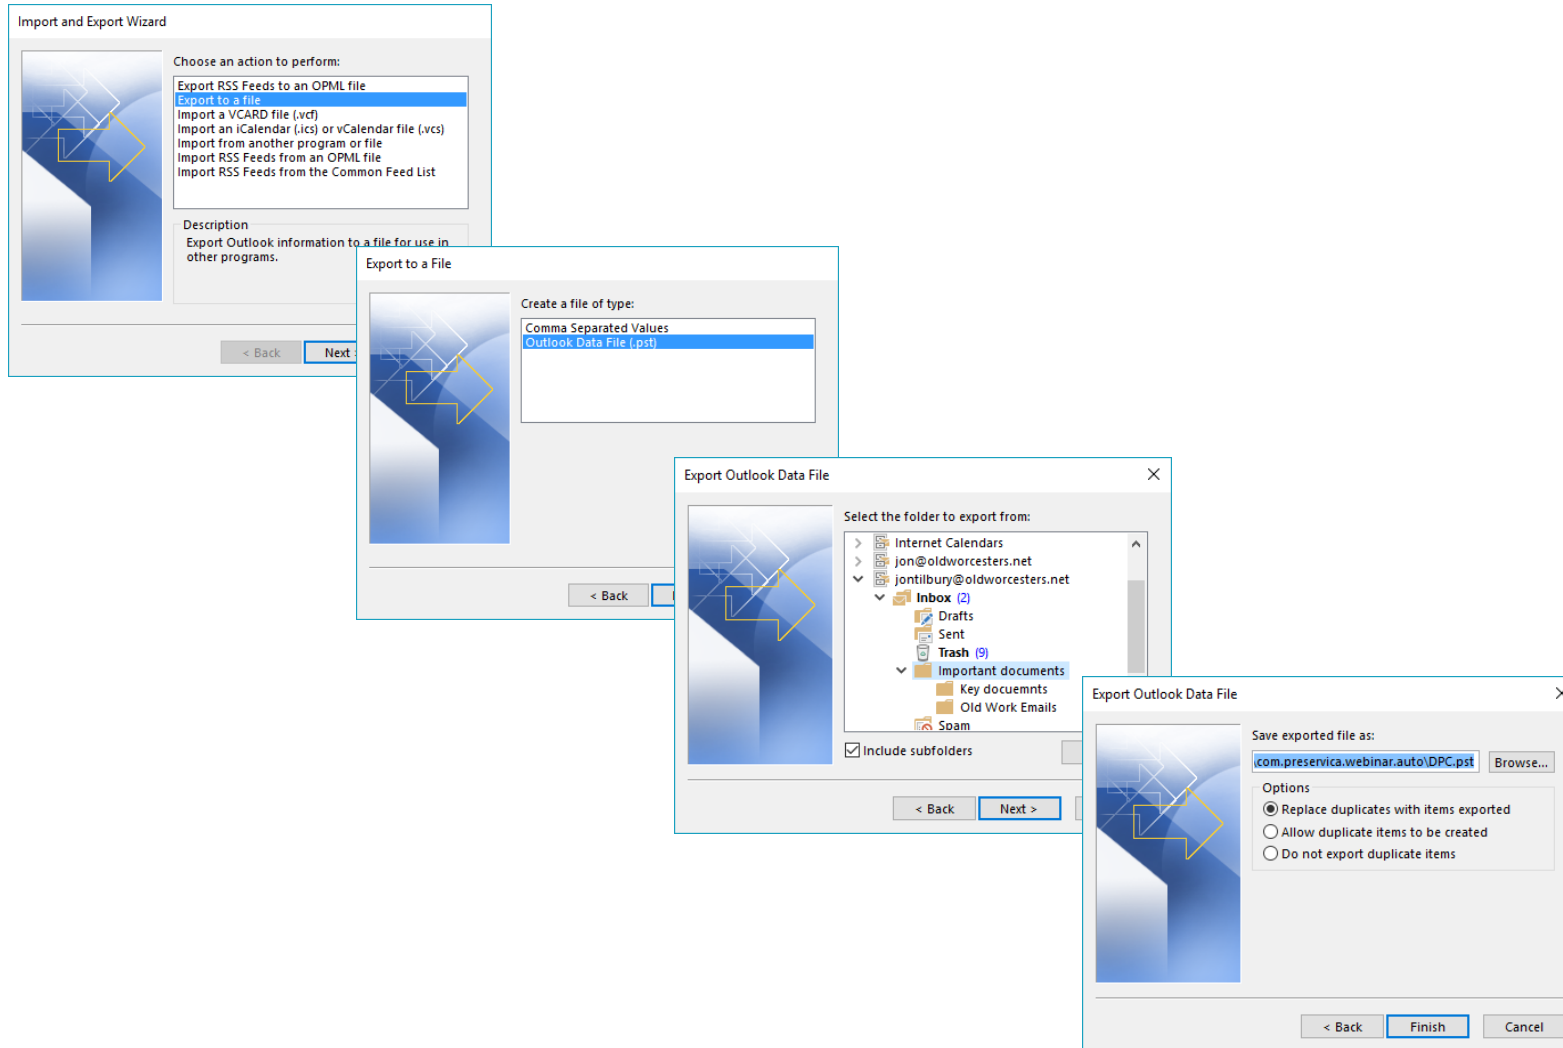 Import and Export Wizard
Choose an action to perform:
Export RSS Feeds to an OPML file
Export to a file
Import a VCARD file (.vcf)
Import an iCalendar (.ics) or vCalendar file (.vcs)
Import from another program or file
Import RSS Feeds from an OPML file
Import RSS Feeds from the Common Feed List
Description
Export Outlook information to a file for use in
other programs.
< Back
Next >
Export to a File
Create a file of type:
Comma Separated Values
Outlook Data File (.pst)
< Back
Export Outlook Data File
Select the folder to export from:
Internet Calendars
jon@oldworcesters.net
jontilbury@oldworcesters.net
Inbox (2)
Drafts
Sent
Trash (9)
Important documents
Key docuemnts
Old Work Emails
Spam
Include subfolders
< Back
Next >
Export Outlook Data File
Save exported file as:
\com.preservica.webinar.auto\DPC.pst
Browse...
Options
Replace duplicates with items exported
Allow duplicate items to be created
Do not export duplicate items
< Back
Finish
Cancel